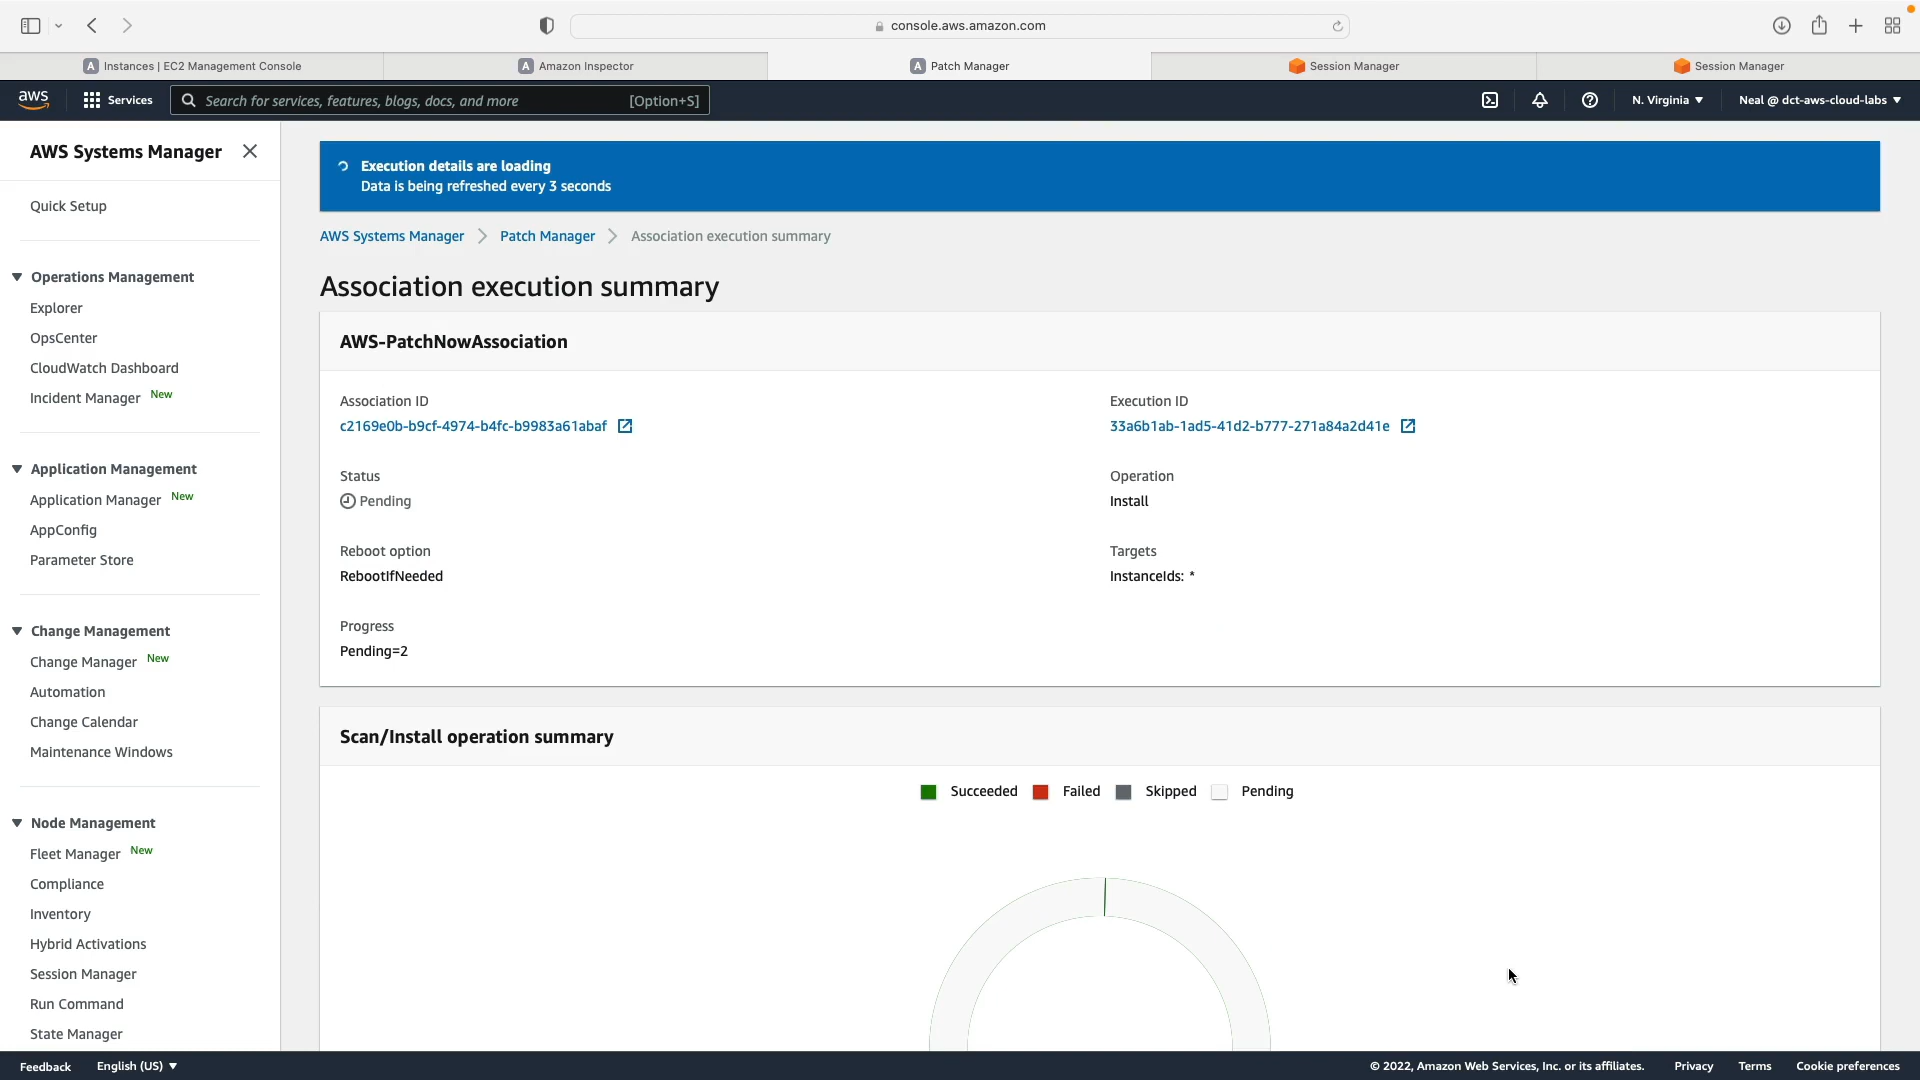 console.aws.amazon.com
Instances | EC2 Management Console
Amazon Inspector
Patch Manager
Session Manager
Session Manager
aws
Services
Search for services, features, blogs, docs, and more
[Option+S]
N. Virginia
Neal @ dct-aws-cloud-labs
AWS Systems Manager
Quick Setup
Operations Management
Explorer
OpsCenter
CloudWatch Dashboard
Incident Manager New
Application Management
Application Manager New
AppConfig
Parameter Store
Change Management
Change Manager New
Automation
Change Calendar
Maintenance Windows
Node Management
Fleet Manager New
Compliance
Inventory
Hybrid Activations
Session Manager
Run Command
State Manager
Execution details are loading
Data is being refreshed every 3 seconds
AWS Systems Manager
Patch Manager
Association execution summary
Association execution summary
AWS-PatchNowAssociation
Association ID
c2169e0b-b9cf-4974-b4fc-b9983a61abaf
Execution ID
33a6b1ab-1ad5-41d2-b777-271a84a2d41e
Status
Pending
Operation
Install
Reboot option
RebootIfNeeded
Targets
InstanceIds: *
Progress
Pending=2
Scan/Install operation summary
Succeeded
Failed
Skipped
Pending
Feedback
English (US)
© 2022, Amazon Web Services, Inc. or its affiliates.
Privacy
Terms
Cookie preferences